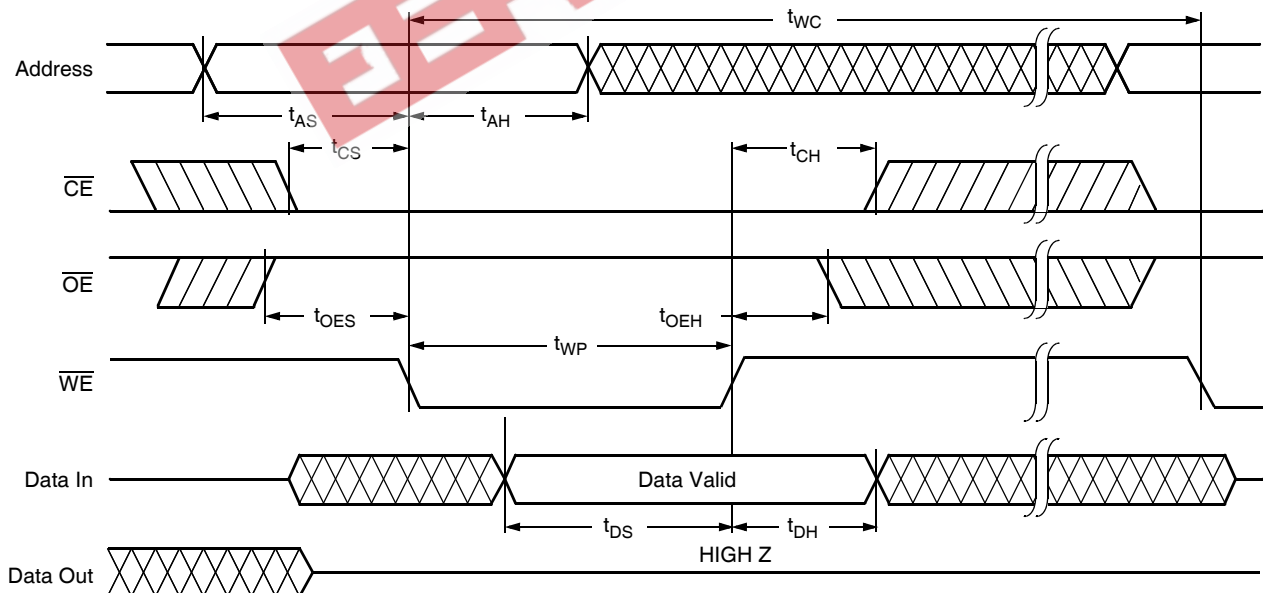 tWC
Address
tAS
tAH
tCS
tCH
CE
OE
tOES
tOEH
tWP
WE
Data In
Data Valid
tDS
tDH
HIGH Z
Data Out